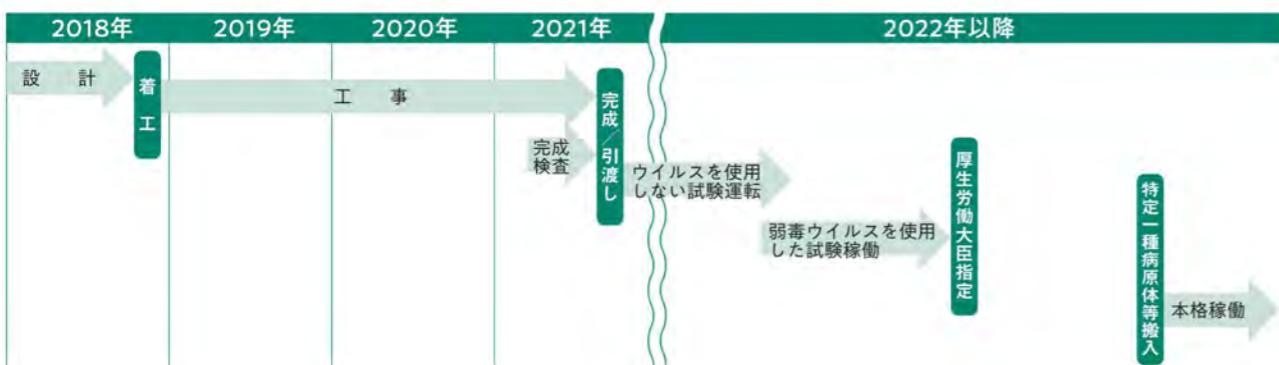 2018年
2019年
2020年
2021年
2022年以降
設 計
着工
工 事
完成
検査
完成／引渡し
ウイルスを使用
しない試験運転
弱毒ウイルスを使用
した試験稼働
厚生労働大臣指定
特定一種病原体等搬入
本格稼働